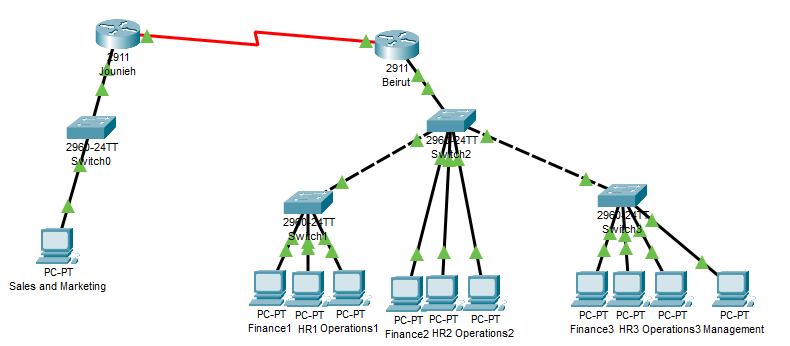 2911
Jounieh
2911
Beirut
2960-24TT
Switch0
2960-24TT
Switch2
2960-24TT
Switch1
2960-24TT
Switch3
PC-PT
Sales and Marketing
PC-PT
Finance1
PC-PT
HR1
PC-PT
Operations1
PC-PT
Finance2
PC-PT
HR2
PC-PT
Operations2
PC-PT
Finance3
PC-PT
HR3
PC-PT
Operations3
PC-PT
Management